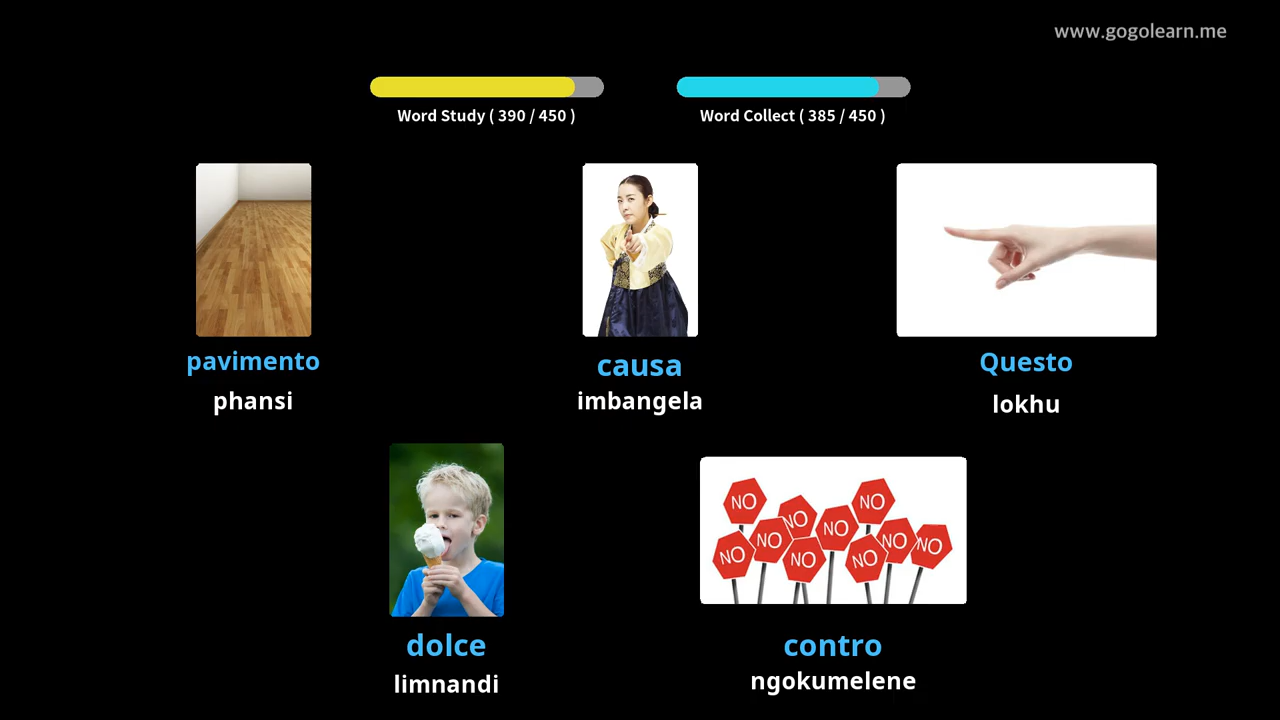 www.gogolearn.me
Word Study ( 390 / 450 )
Word Collect ( 385 / 450 )
pavimento
phansi
causa
imbangela
Questo
lokhu
NO
NO
NO
NO
NO
NO
NO
NO
NO
NO
dolce
limnandi
contro
ngokumelene